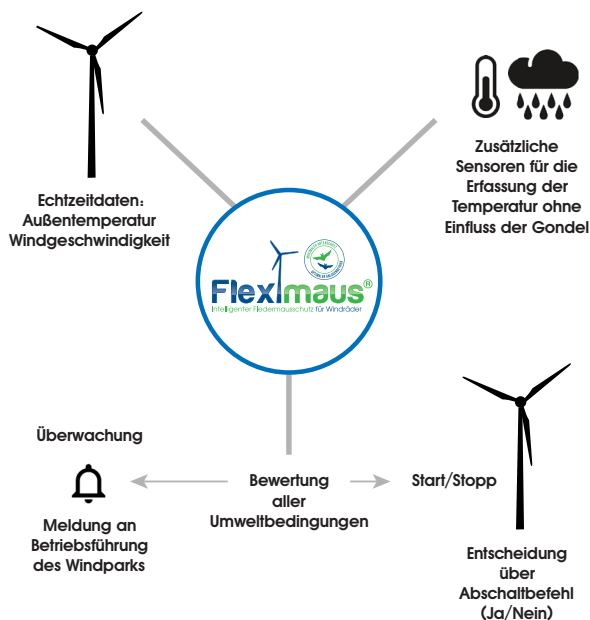 Echtzeitdaten:
Außentemperatur
Windgeschwindigkeit
Zusätzliche
Sensoren für die
Erfassung der
Temperatur ohne
Einfluss der Gondel
Fleximaus®
Intelligenter Fledermausschutz für Windräder
Überwachung
Meldung an
Betriebsführung
des Windparks
Bewertung
aller
Umweltbedingungen
Start/Stopp
Entscheidung
über
Abschaltbefehl
(Ja/Nein)